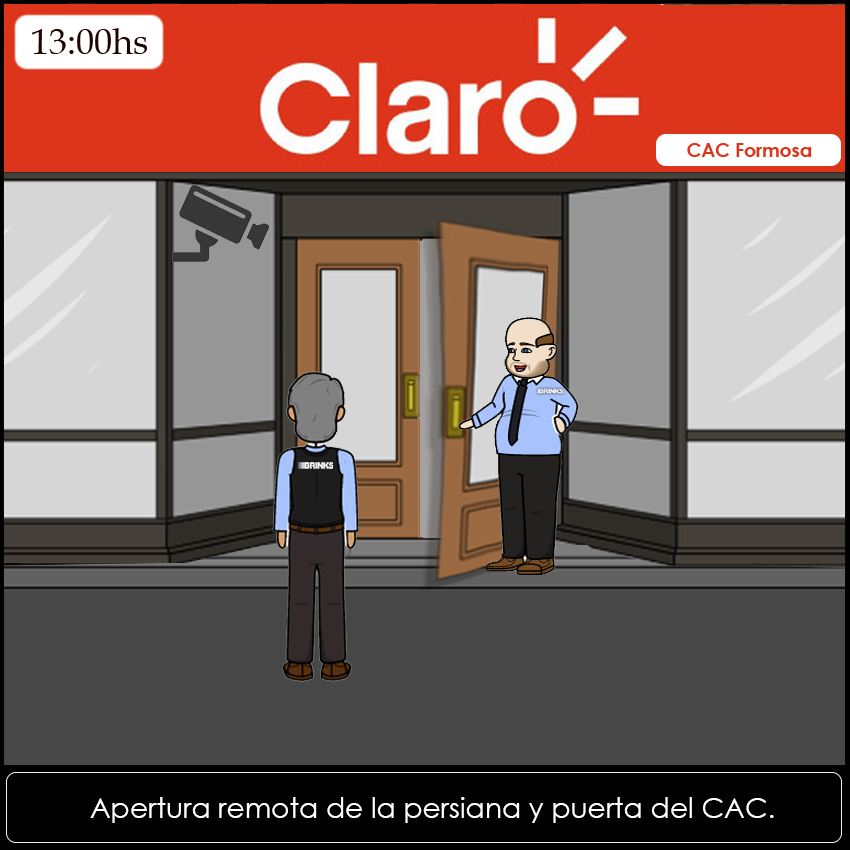 13:00hs
Claro
CAC Formosa
BRINKS
BRINKS
Apertura remota de la persiana y puerta del CAC.